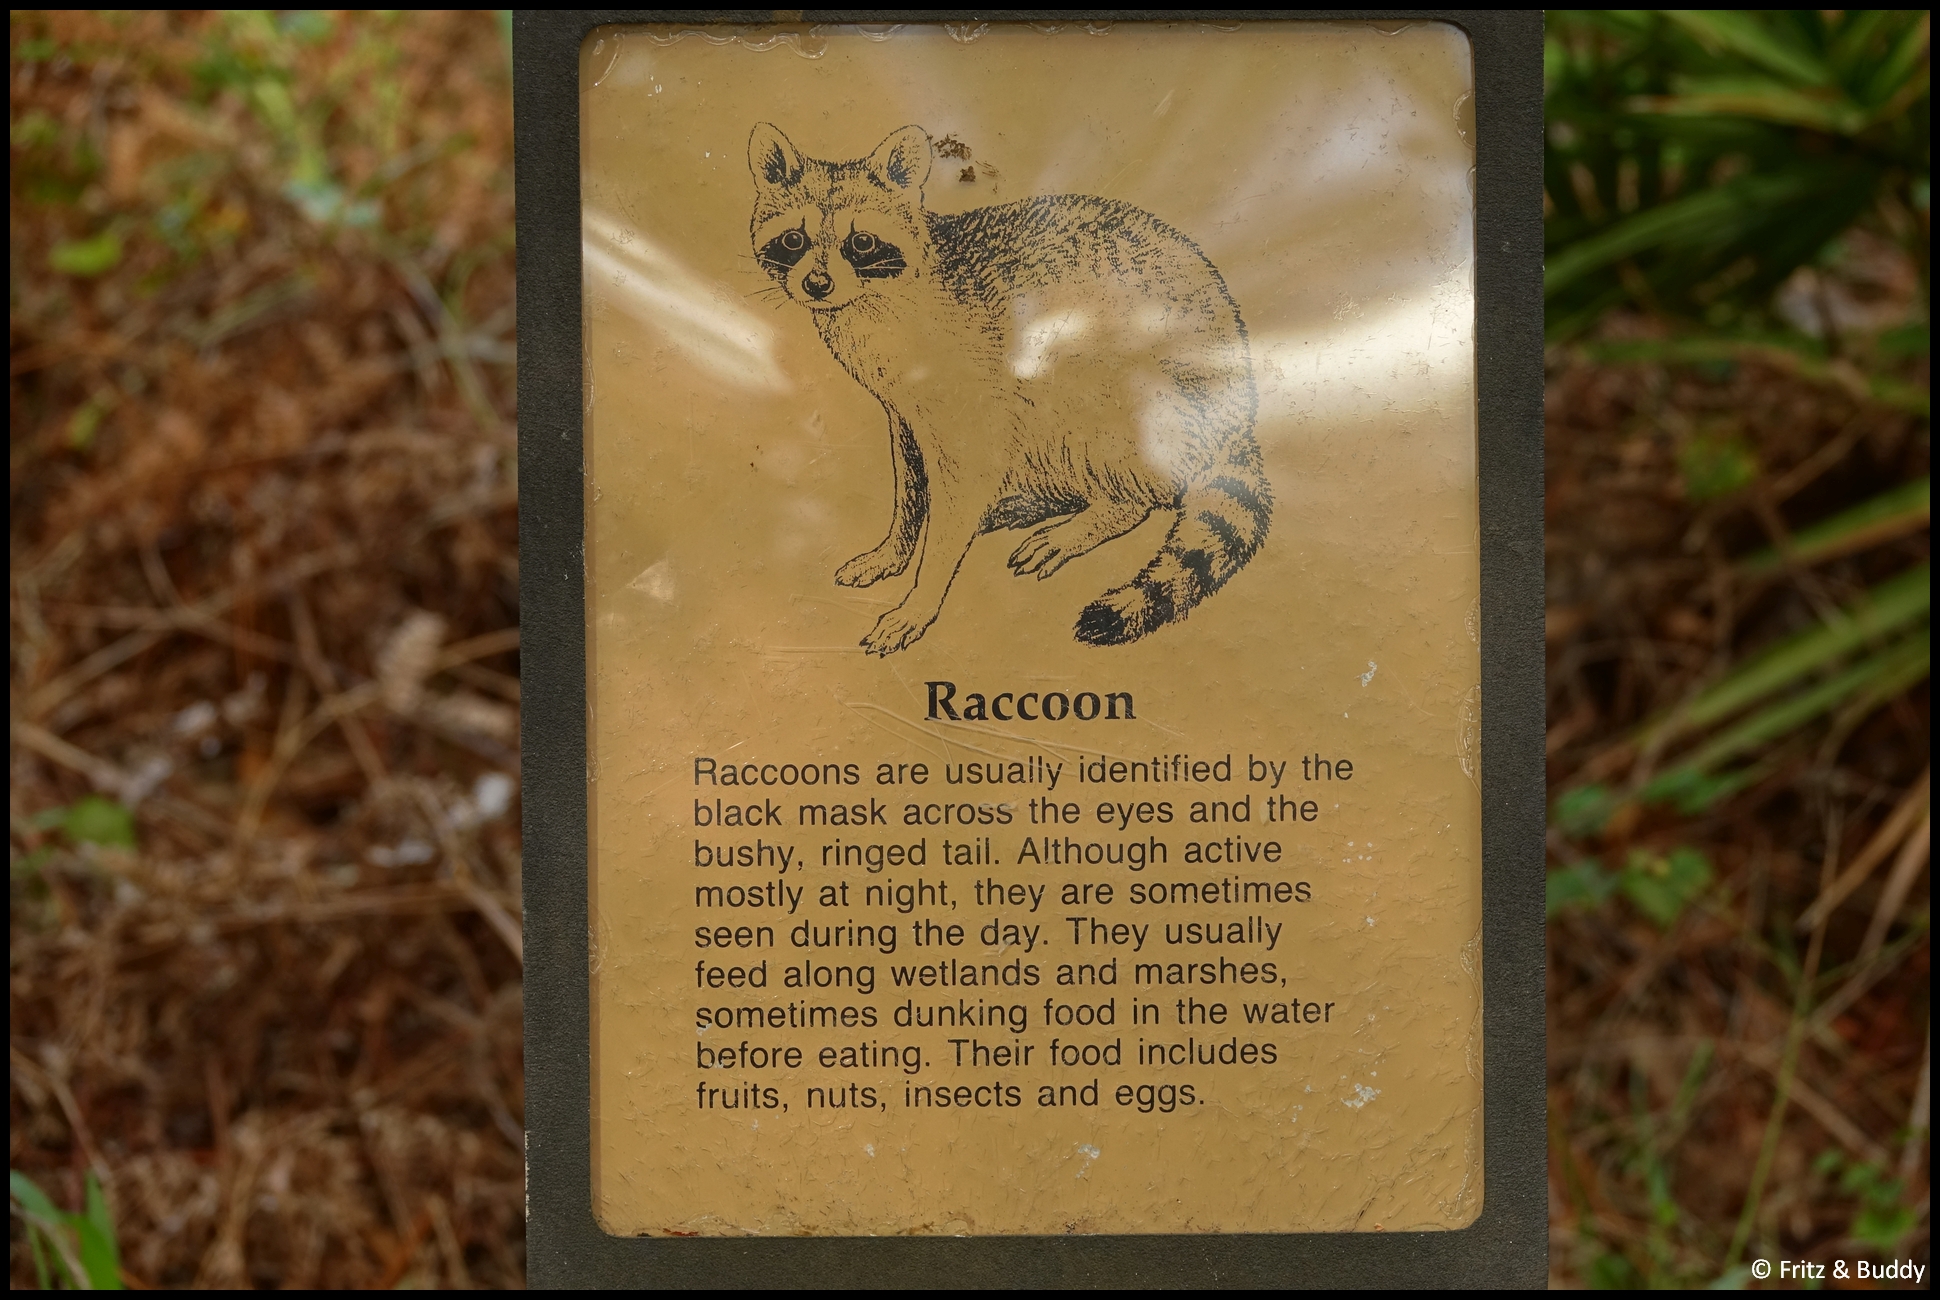 Raccoon
Raccoons are usually identified by the
black mask across the eyes and the
bushy, ringed tail. Although active
mostly at night, they are sometimes
seen during the day. They usually
feed along wetlands and marshes,
sometimes dunking food in the water
before eating. Their food includes
fruits, nuts, insects and eggs.
© Fritz & Buddy